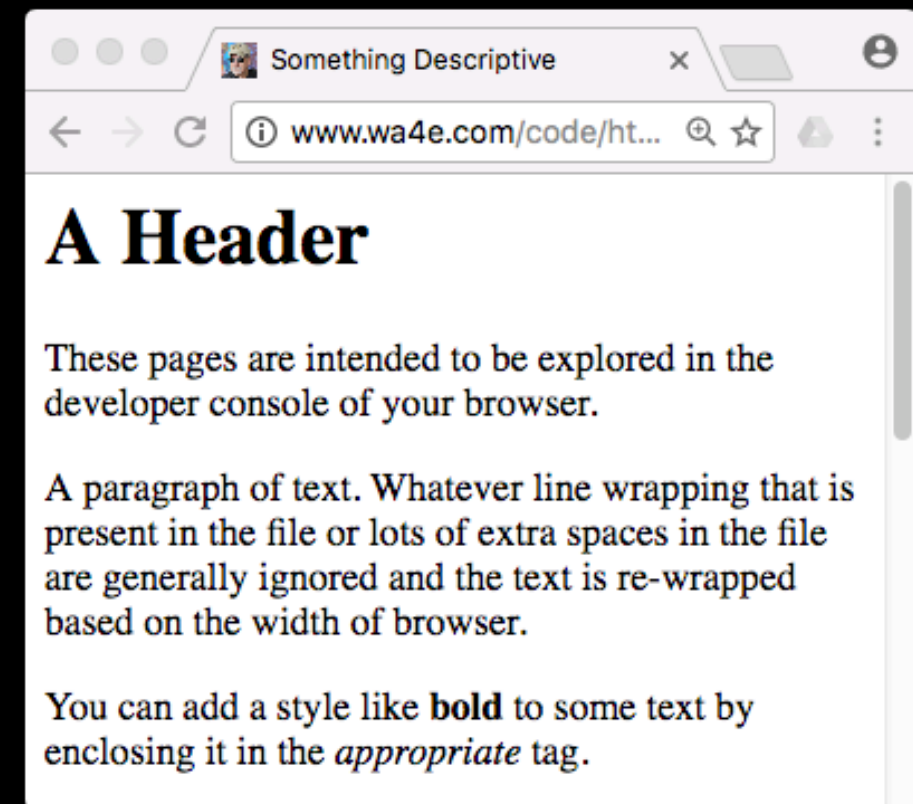 Something Descriptive
www.wa4e.com/code/ht...
A Header
These pages are intended to be explored in the
developer console of your browser.
A paragraph of text. Whatever line wrapping that is
present in the file or lots of extra spaces in the file
are generally ignored and the text is re-wrapped
based on the width of browser.
You can add a style like bold to some text by
enclosing it in the appropriate tag.